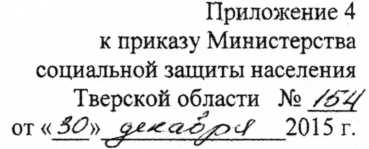 Приложение 4
к приказу Министерства
социальной защиты населения
Тверской области № 154
от «30» декабря 2015 г.